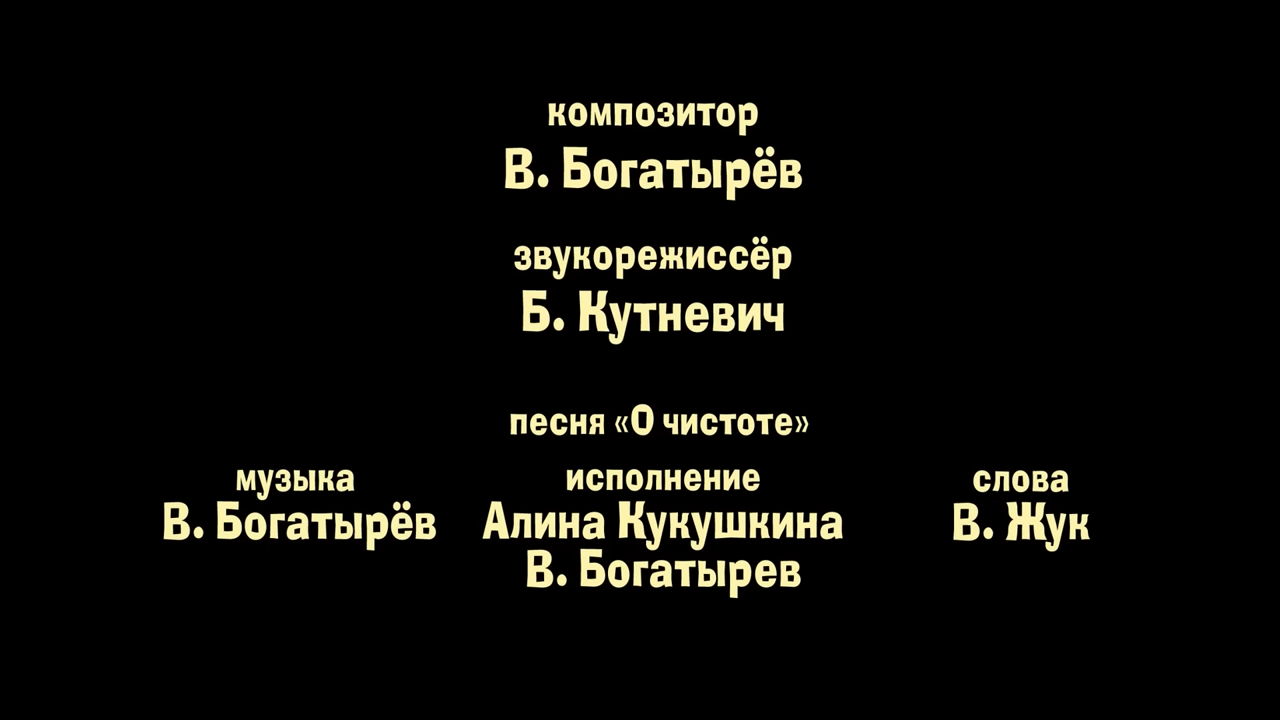 композитор
В. Богатырёв
звукорежиссёр
Б. Кутневич
песня «О чистоте»
музыка
В. Богатырёв
исполнение
Алина Кукушкина
В. Богатырев
слова
В. Жук